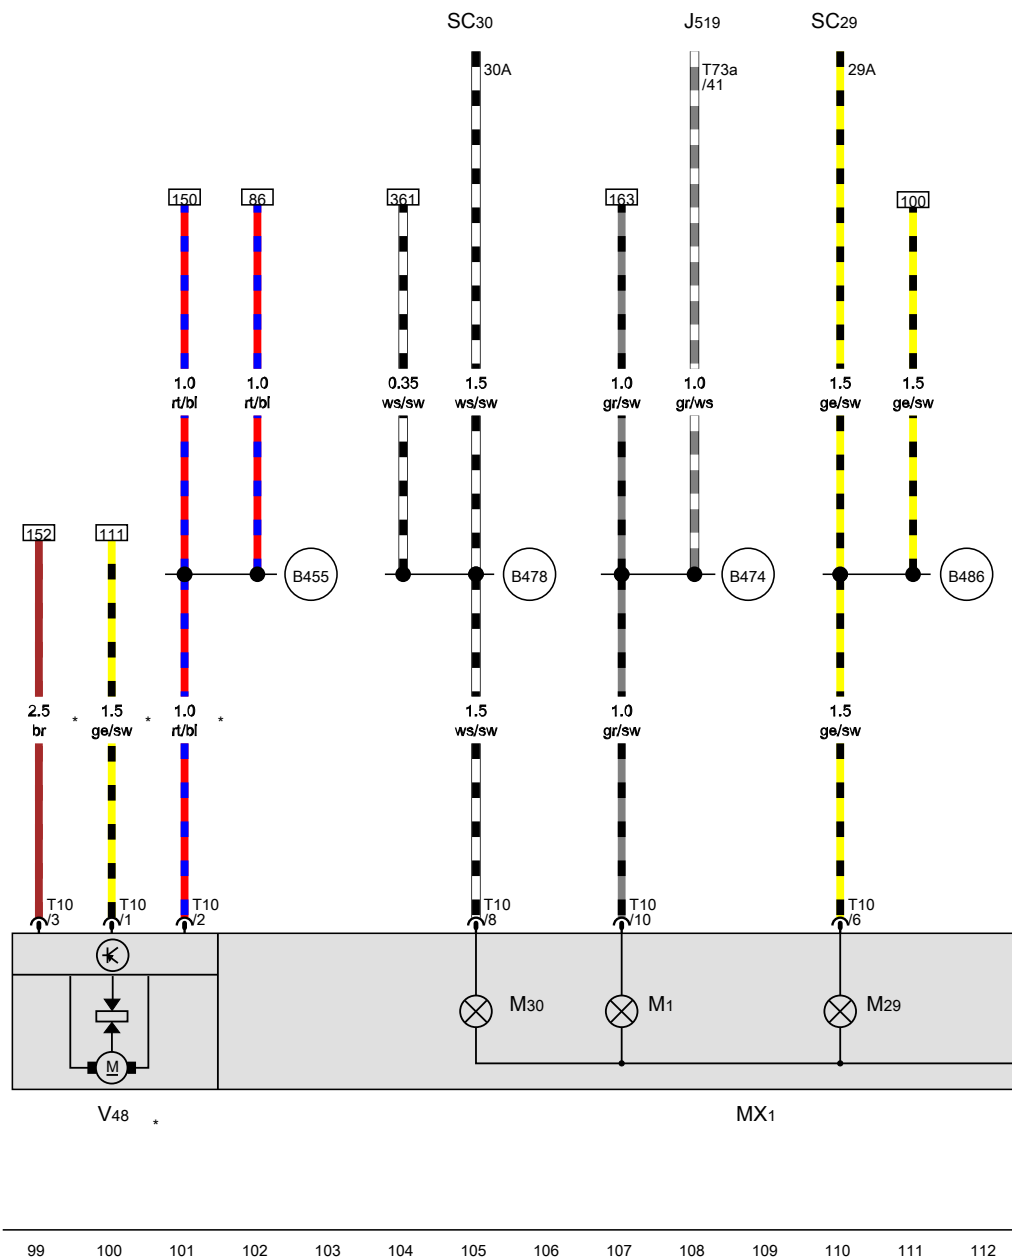 SC30 J519 SC29
30A T73a 29A
/41
150 86 361 163 100
1.0 1.0 0.35 1.5 1.0 1.0 1.5 1.5
rt/bl rt/bl ws/sw ws/sw gr/sw gr/ws ge/sw ge/sw
152 111
B455 B478 B474 B486
2.5 * 1.5 * 1.0 * 1.5 1.0 1.5
br ge/sw rt/bl ws/sw gr/sw ge/sw
T10 T10 T10 T10 T10 T10
/3 /1 /2 /8 /10 /6
M30 M1 M29
M
V48 * MX1
99 100 101 102 103 104 105 106 107 108 109 110 111 112